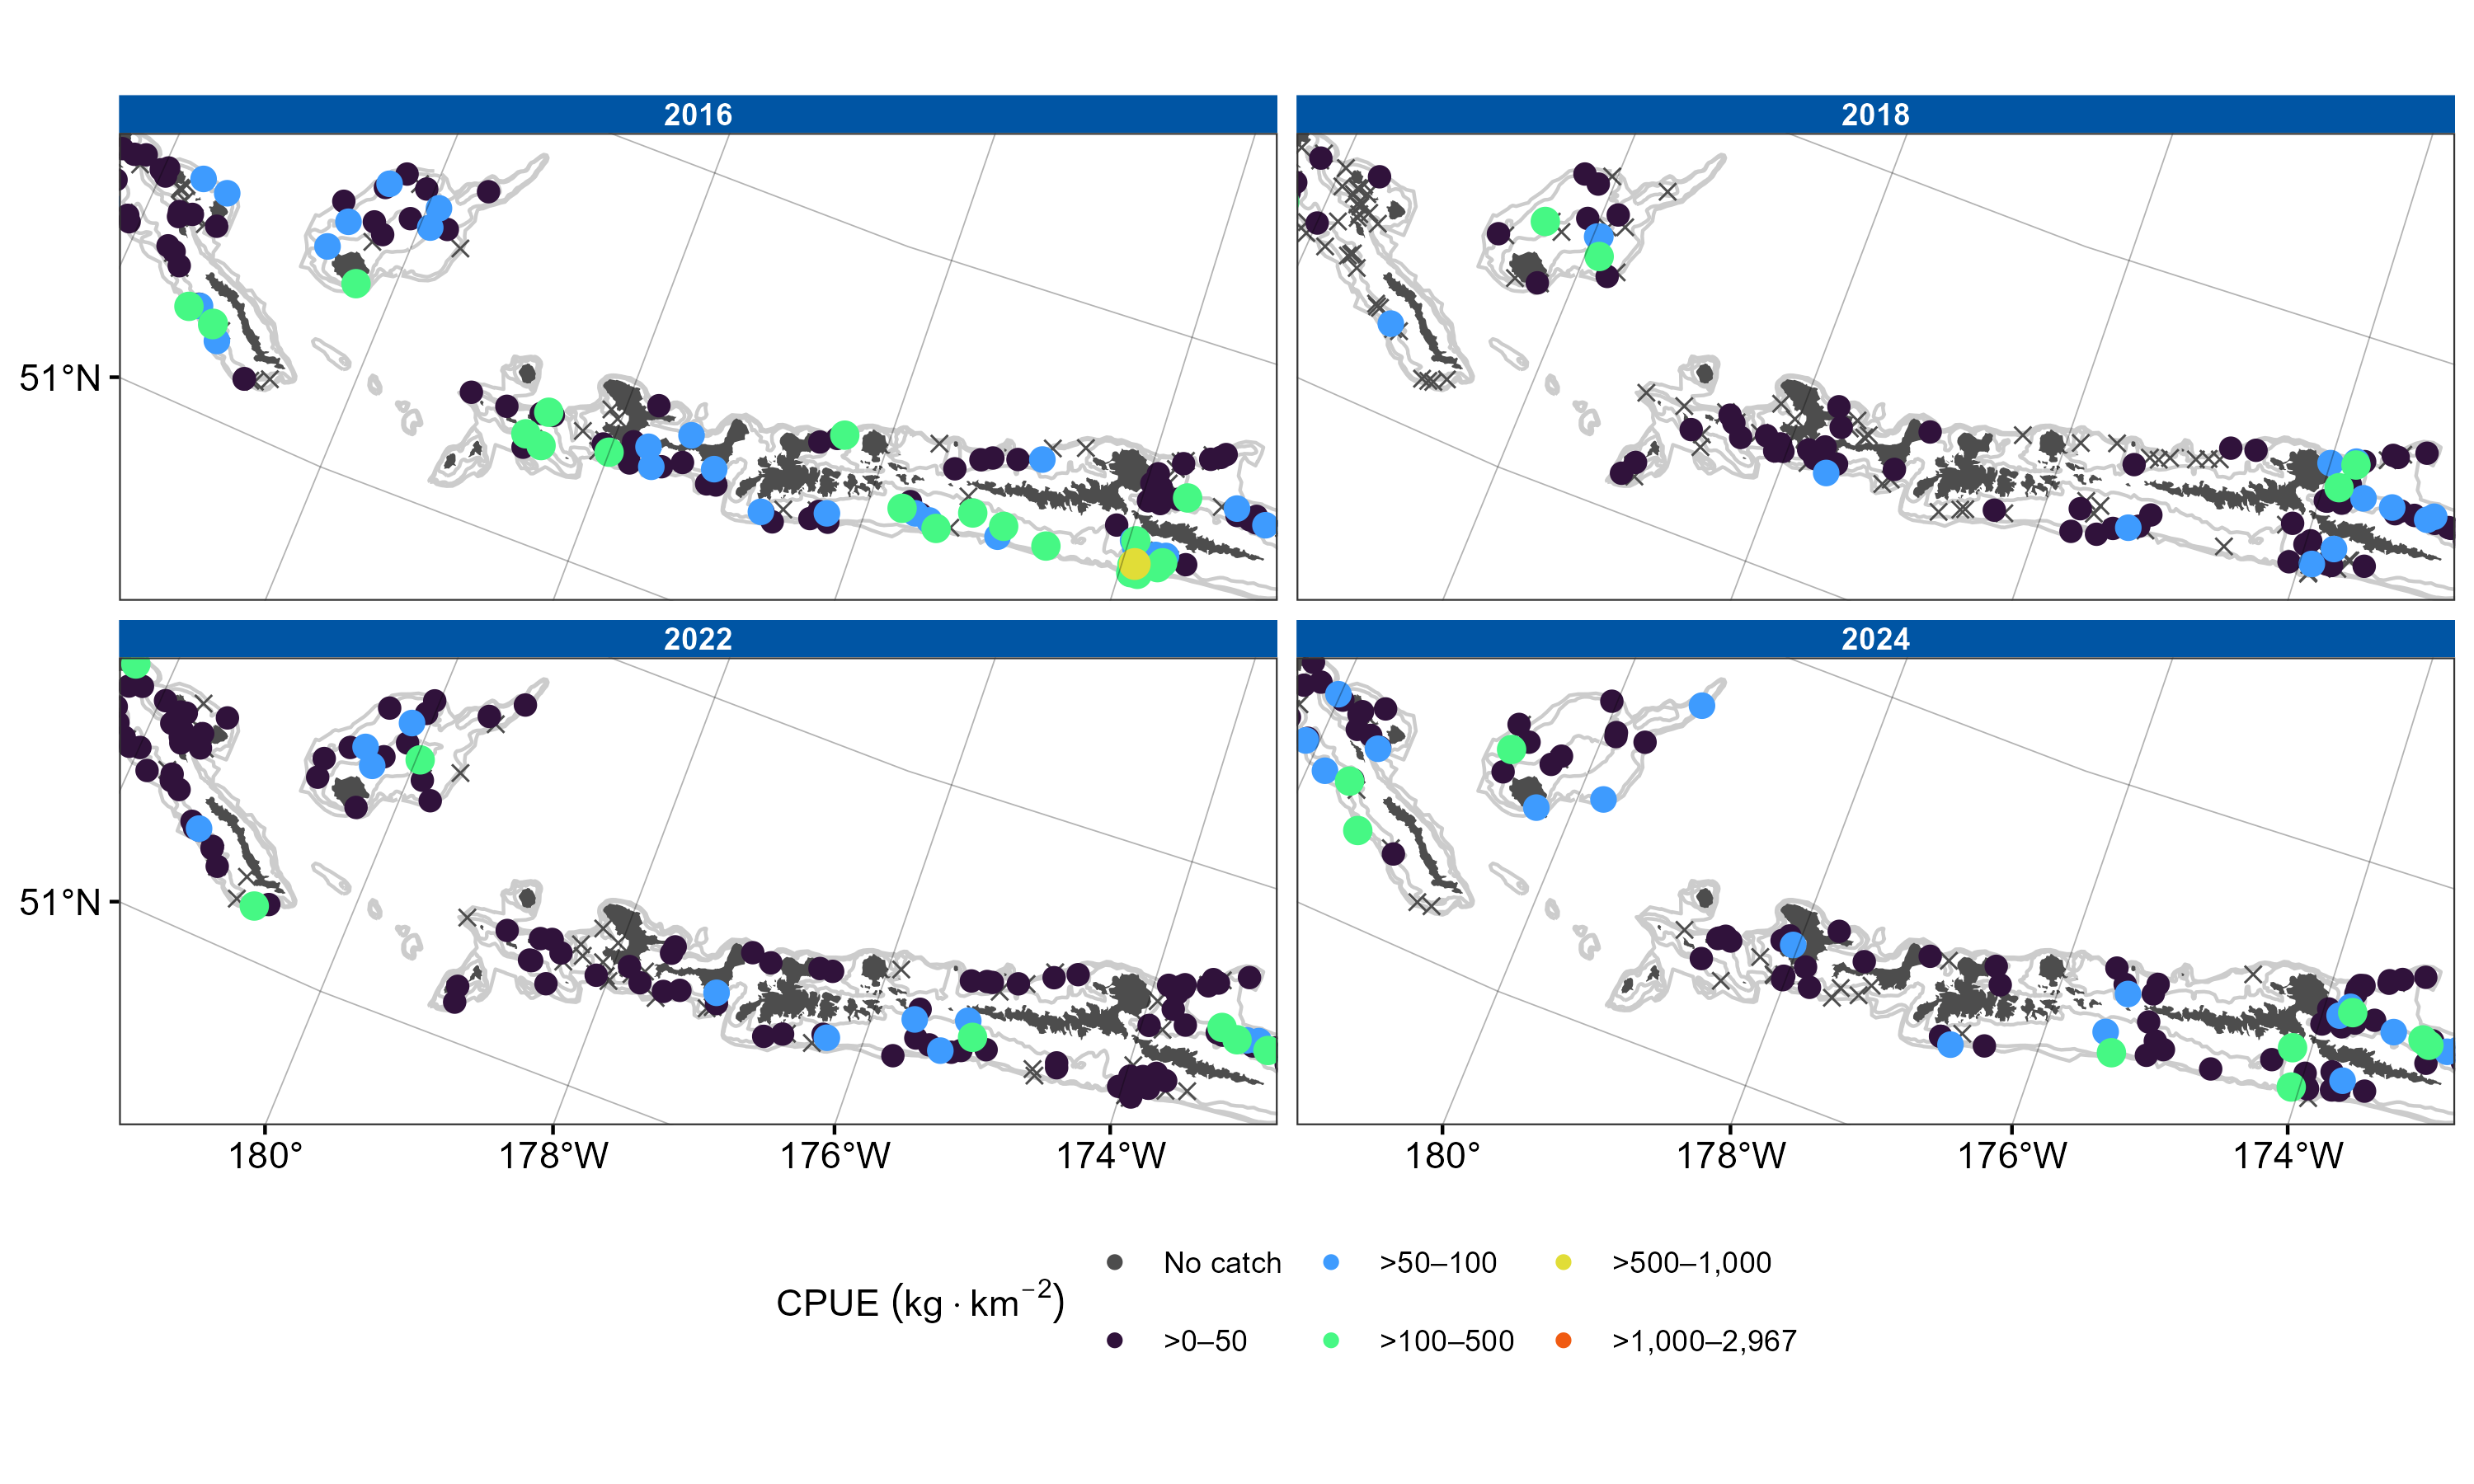 2016
2018
51°N
2022
2024
51°N
180°
178°W
176°W
174°W
180°
178°W
176°W
174°W
CPUE (kg · km−2)
No catch
>50–100
>500–1,000
>0–50
>100–500
>1,000–2,967